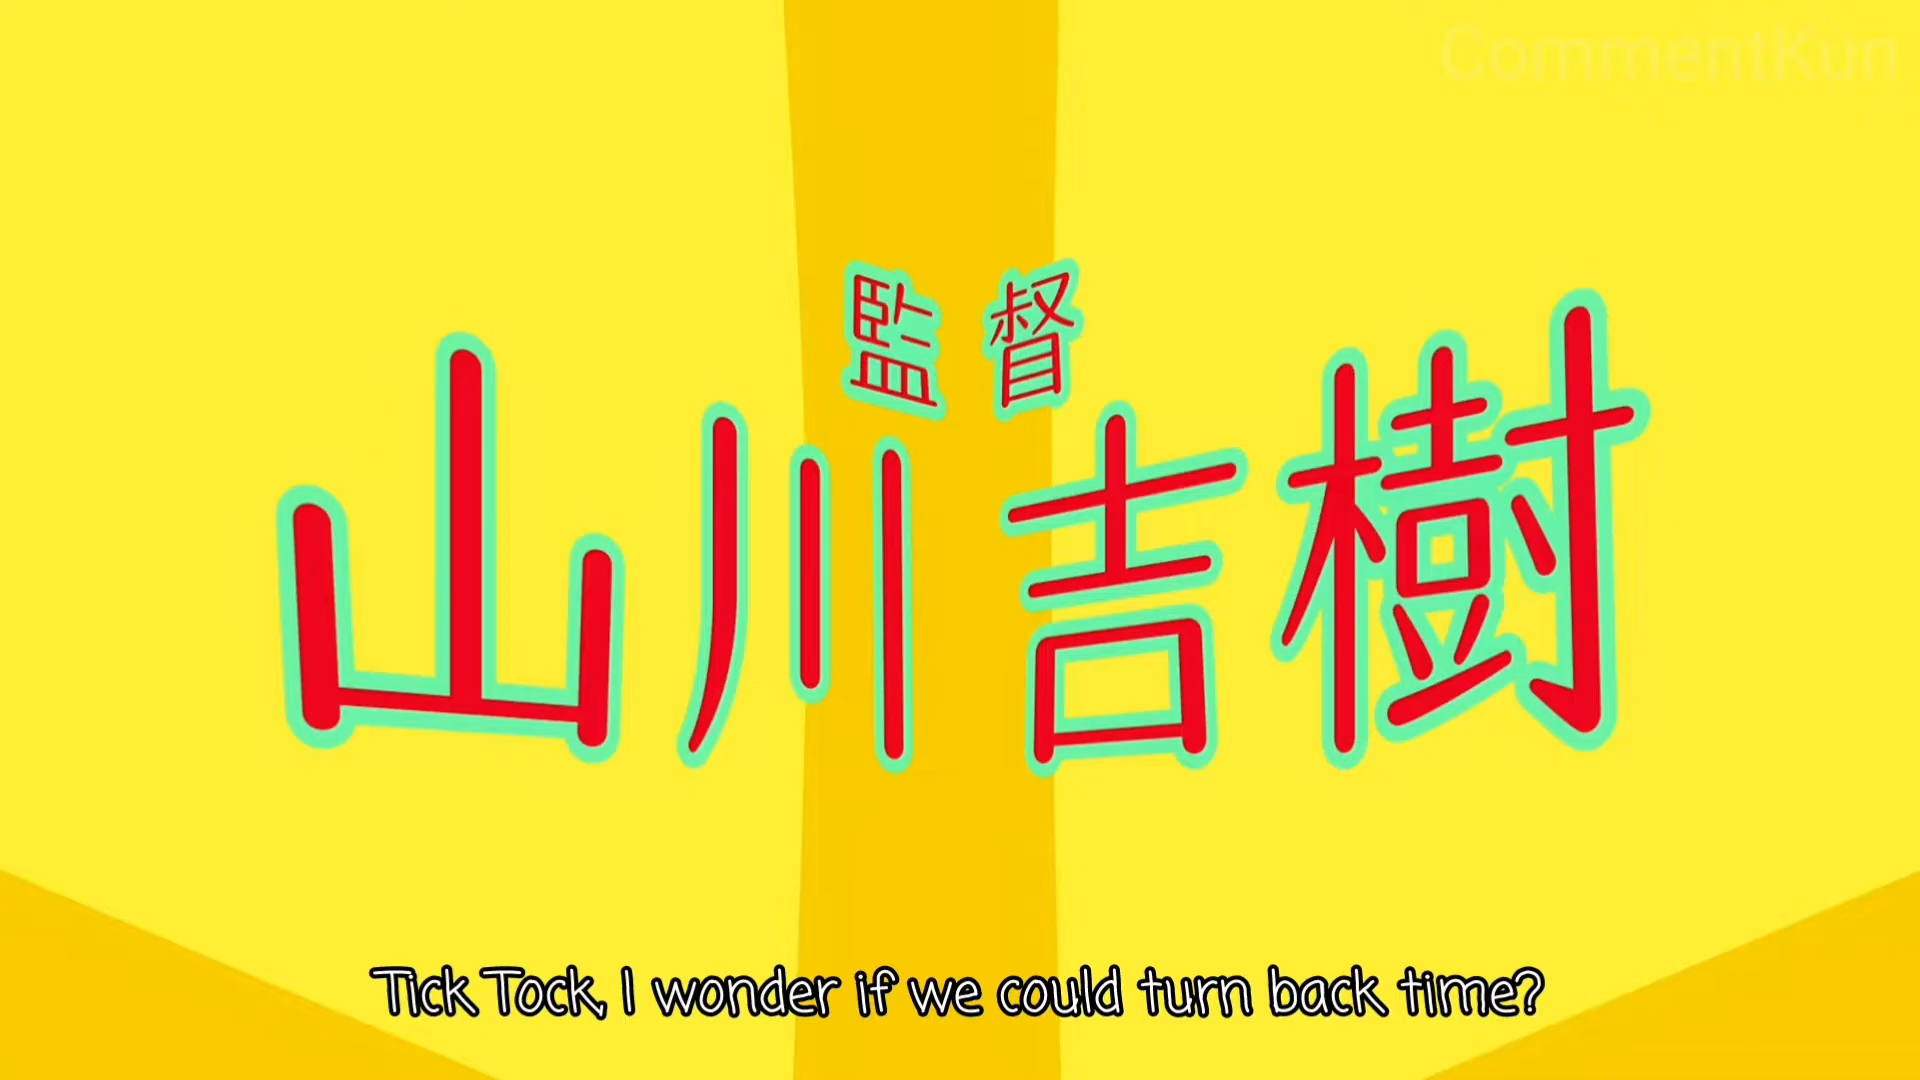 CommentKun
監督
山川吉樹
Tick Tock, I wonder if we could turn back time?